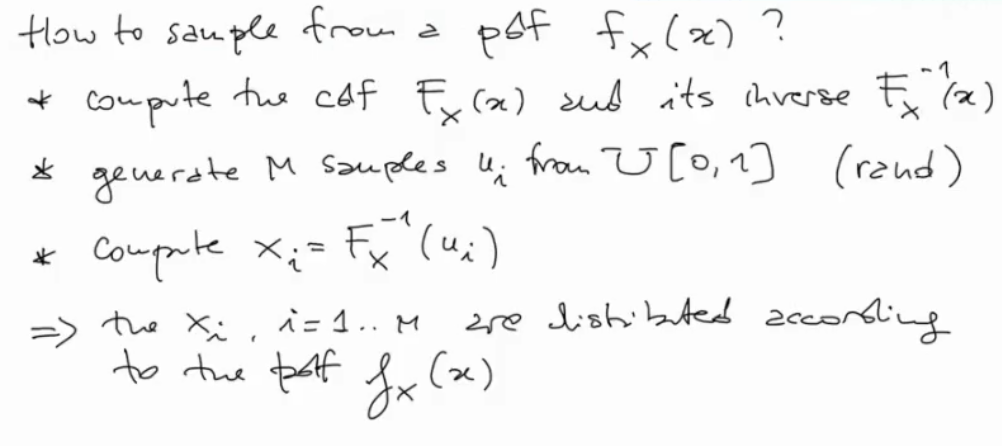 How to sample from a pdf f_X(x) ?
* compute the cdf F_X(x) and its inverse F_X^{-1}(x)
* generate M samples u_i from U[0,1] (rand)
* compute x_i = F_X^{-1}(u_i)
=> the x_i, i=1..M are distributed according
to the pdf f_X(x)